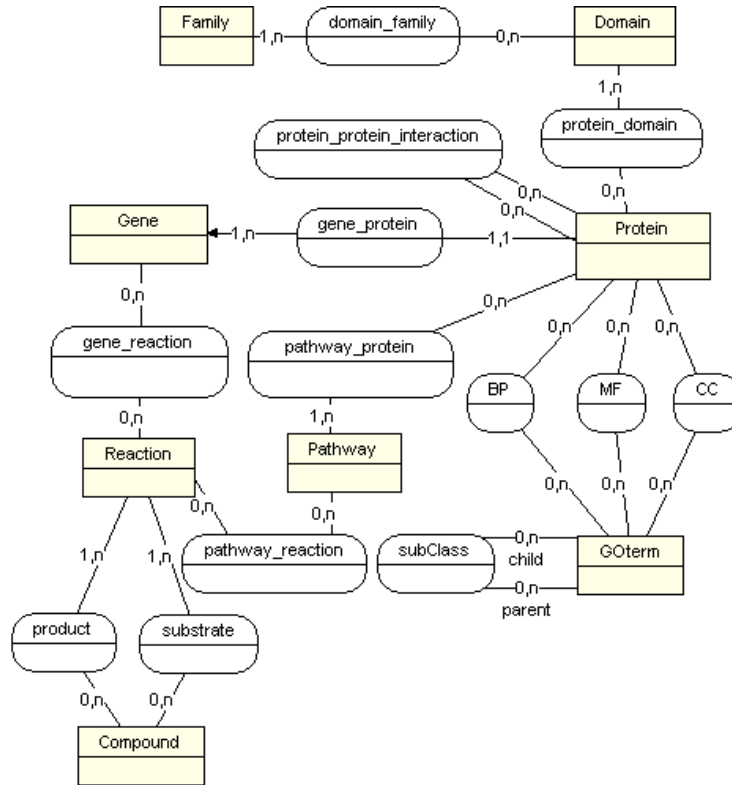 Family
1,n
domain_family
0,n
Domain
1,n
protein_domain
0,n
protein_protein_interaction
0,n
0,n
Gene
1,n
gene_protein
1,1
Protein
0,n
gene_reaction
0,n
0,n
pathway_protein
1,n
0,n
0,n
0,n
BP
MF
CC
0,n
0,n
0,n
Reaction
Pathway
0,n
0,n
pathway_reaction
subClass
0,n
child
0,n
parent
GOterm
1,n
1,n
product
substrate
0,n
0,n
Compound